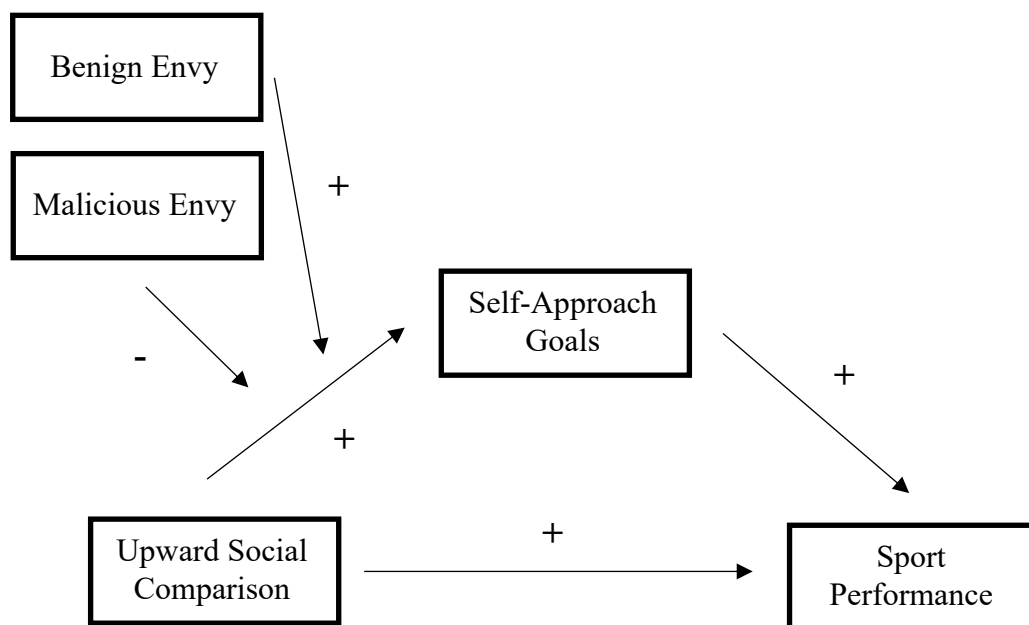 Benign Envy
Malicious Envy
+
-
Self-Approach
Goals
+
+
Upward Social
Comparison
+
Sport
Performance